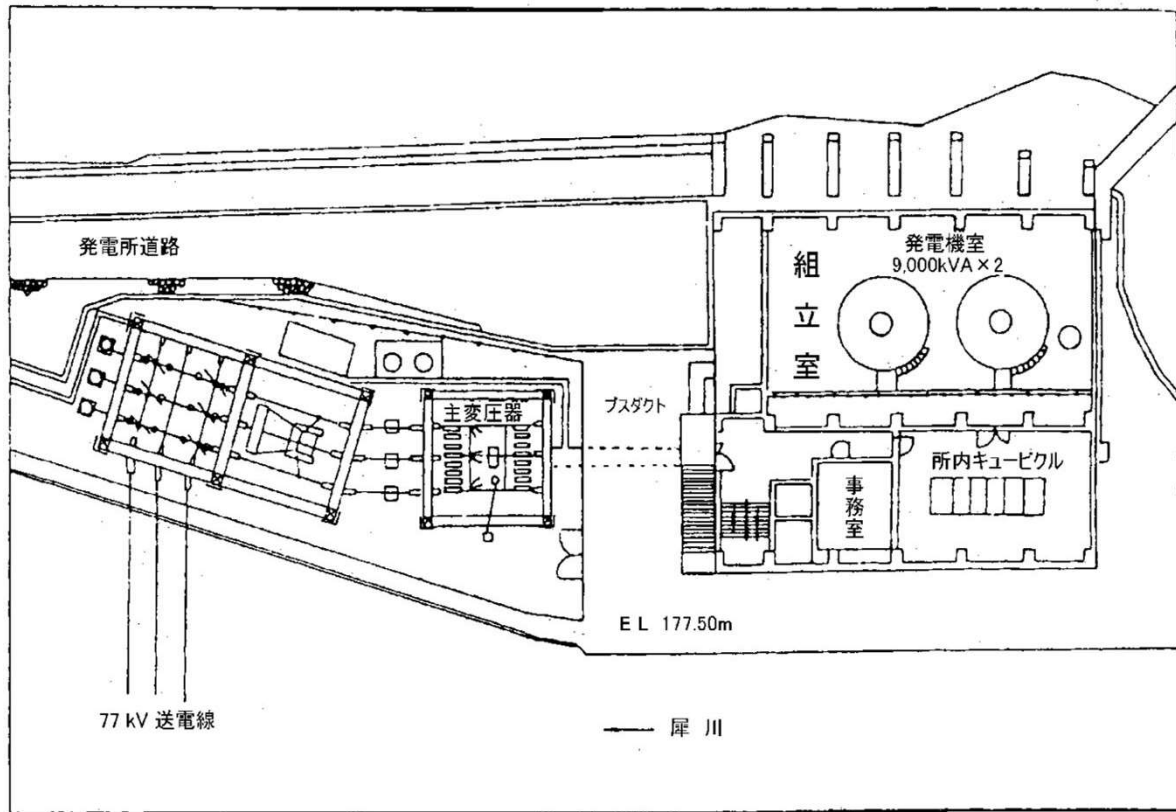 発電所道路
組立室
発電機室
9,000kVA×2
主変圧器
ブスダクト
所内キュービクル
事務室
EL 177.50m
77 kV 送電線
犀川